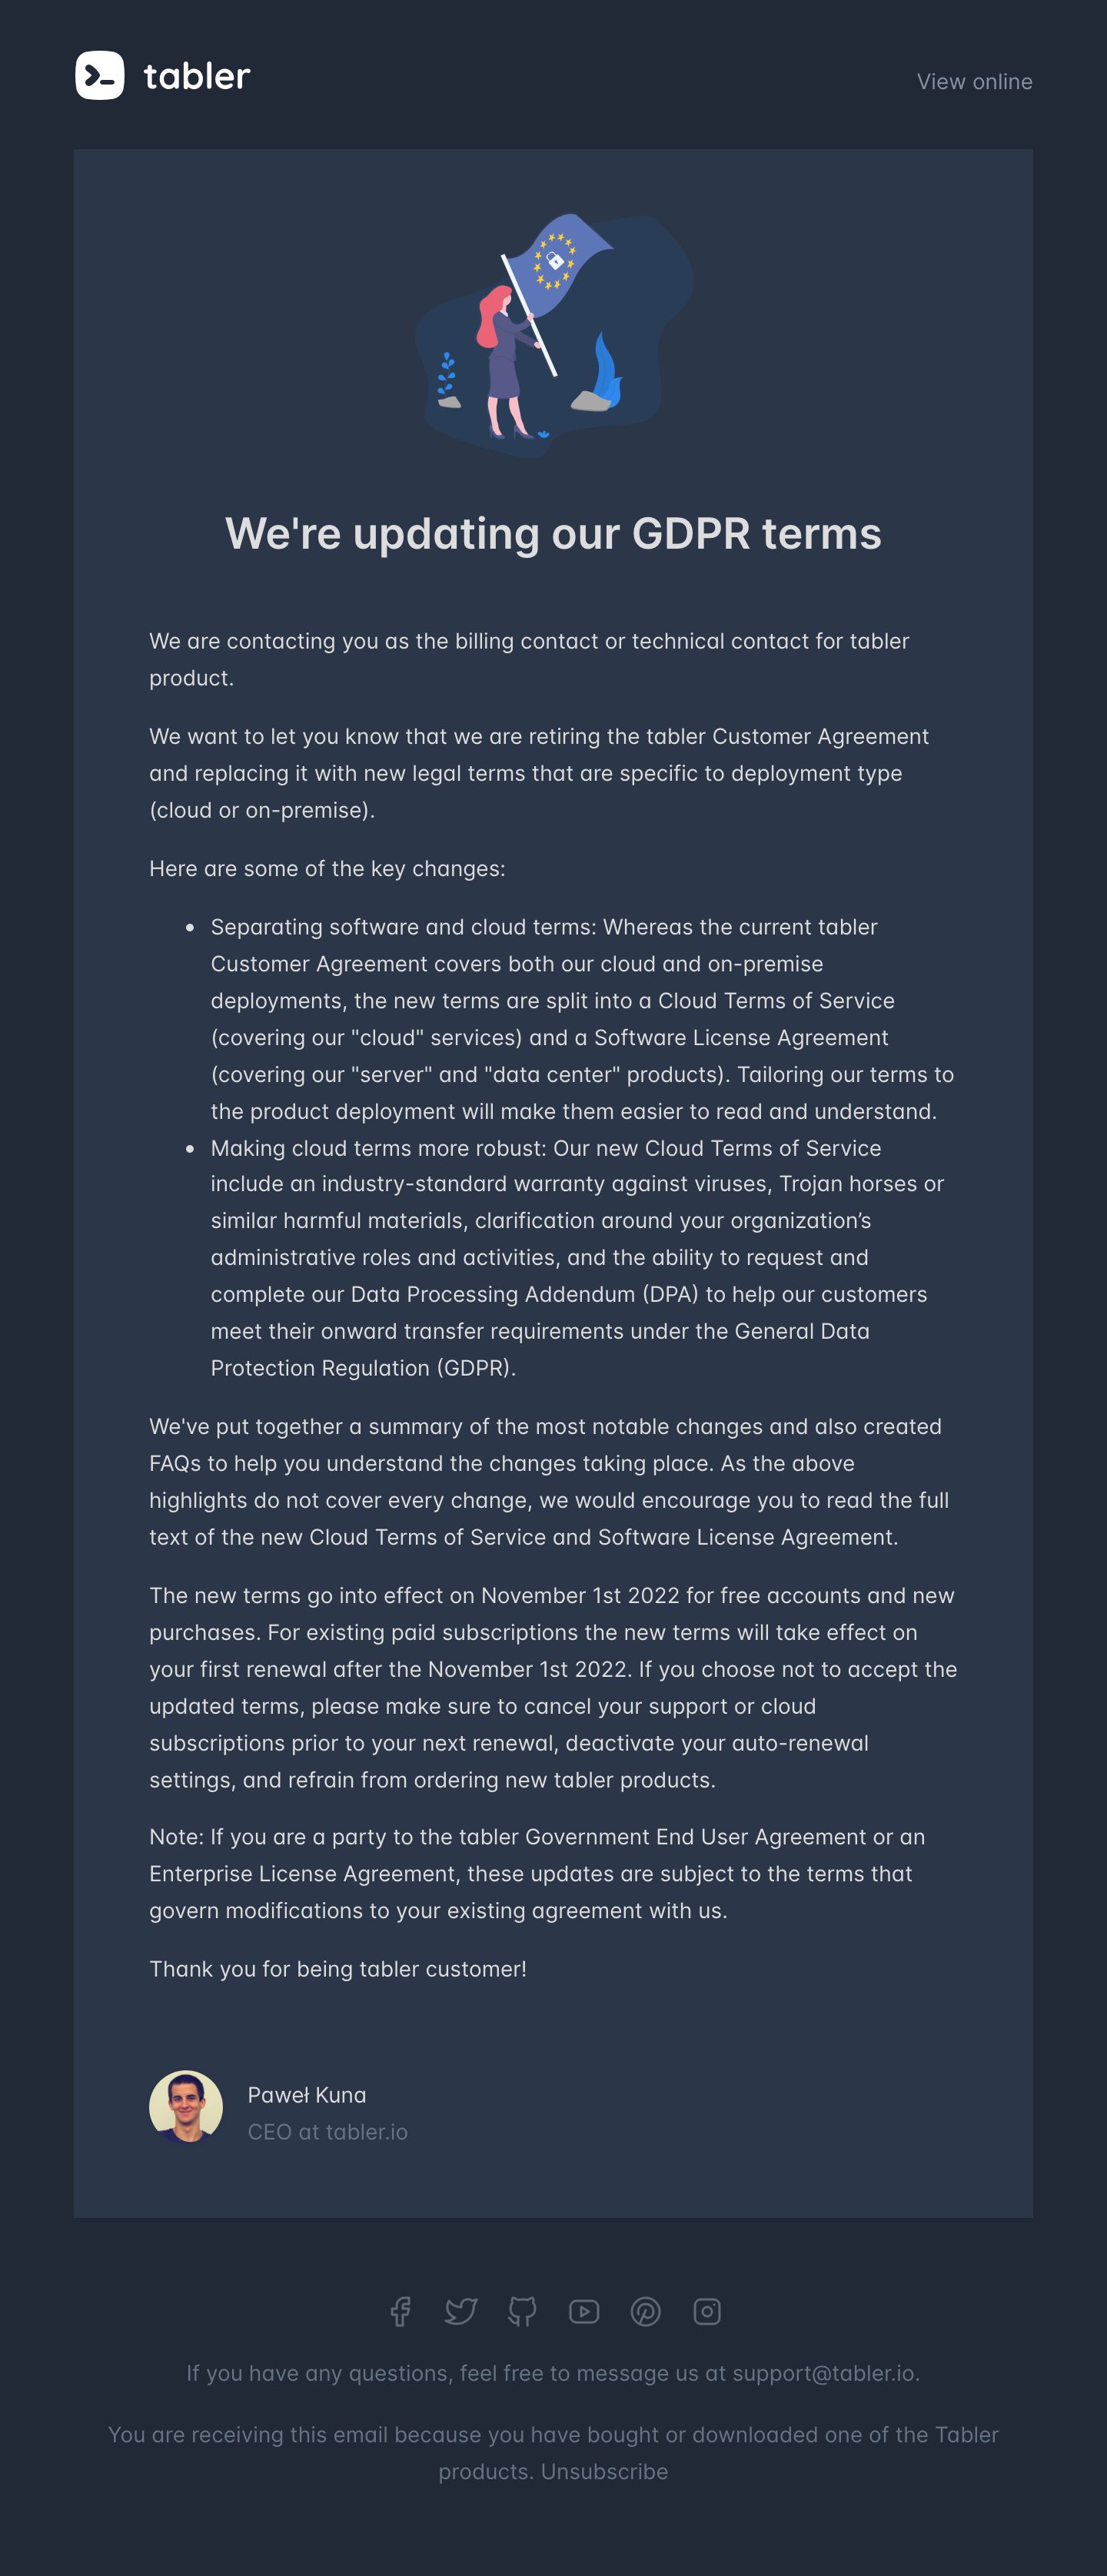 tabler
View online
We're updating our GDPR terms
We are contacting you as the billing contact or technical contact for tabler
product.
We want to let you know that we are retiring the tabler Customer Agreement
and replacing it with new legal terms that are specific to deployment type
(cloud or on-premise).
Here are some of the key changes:
• Separating software and cloud terms: Whereas the current tabler
Customer Agreement covers both our cloud and on-premise
deployments, the new terms are split into a Cloud Terms of Service
(covering our "cloud" services) and a Software License Agreement
(covering our "server" and "data center" products). Tailoring our terms to
the product deployment will make them easier to read and understand.
• Making cloud terms more robust: Our new Cloud Terms of Service
include an industry-standard warranty against viruses, Trojan horses or
similar harmful materials, clarification around your organization’s
administrative roles and activities, and the ability to request and
complete our Data Processing Addendum (DPA) to help our customers
meet their onward transfer requirements under the General Data
Protection Regulation (GDPR).
We've put together a summary of the most notable changes and also created
FAQs to help you understand the changes taking place. As the above
highlights do not cover every change, we would encourage you to read the full
text of the new Cloud Terms of Service and Software License Agreement.
The new terms go into effect on November 1st 2022 for free accounts and new
purchases. For existing paid subscriptions the new terms will take effect on
your first renewal after the November 1st 2022. If you choose not to accept the
updated terms, please make sure to cancel your support or cloud
subscriptions prior to your next renewal, deactivate your auto-renewal
settings, and refrain from ordering new tabler products.
Note: If you are a party to the tabler Government End User Agreement or an
Enterprise License Agreement, these updates are subject to the terms that
govern modifications to your existing agreement with us.
Thank you for being tabler customer!
Paweł Kuna
CEO at tabler.io
If you have any questions, feel free to message us at support@tabler.io.
You are receiving this email because you have bought or downloaded one of the Tabler
products. Unsubscribe